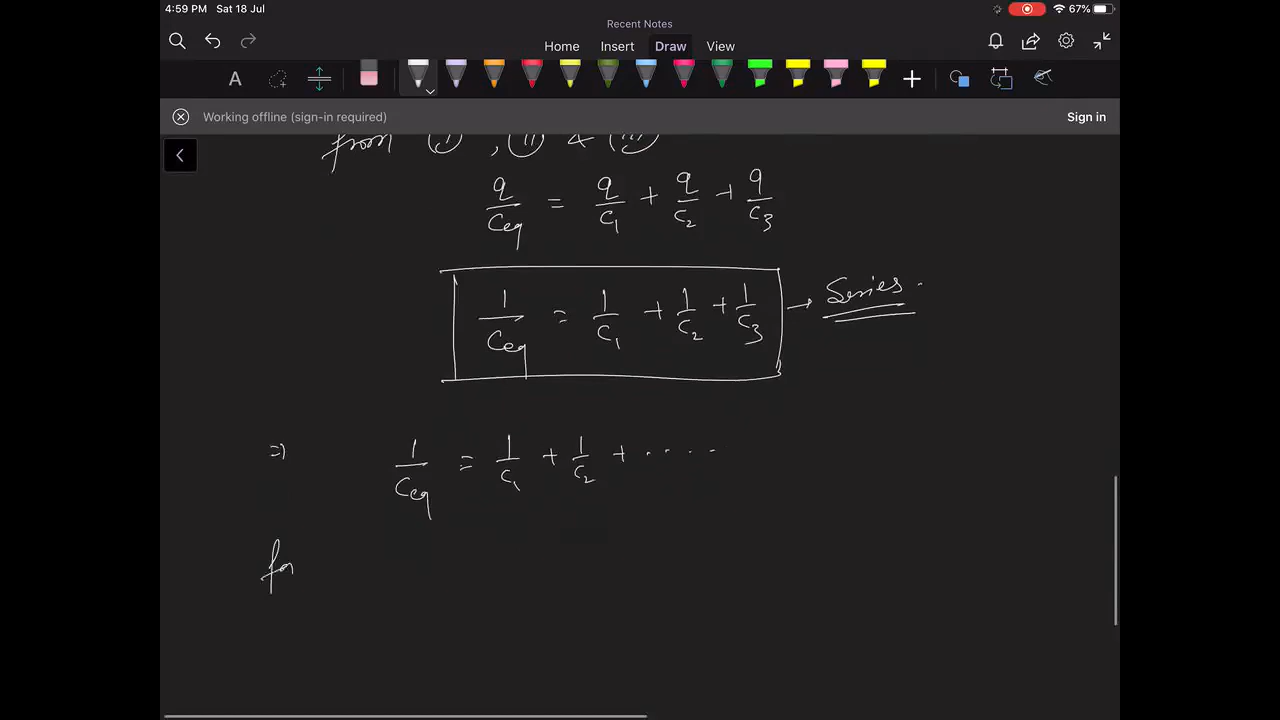 4:59 PM Sat 18 Jul
67%
Recent Notes
Home Insert Draw View
A
Working offline (sign-in required)
Sign in
from (i), (ii) & (iii)
q/Ceq = q/C₁ + q/C₂ + q/C₃
1/Ceq = 1/C₁ + 1/C₂ + 1/C₃ → Series
⇒ 1/Ceq = 1/C₁ + 1/C₂ + .....
for